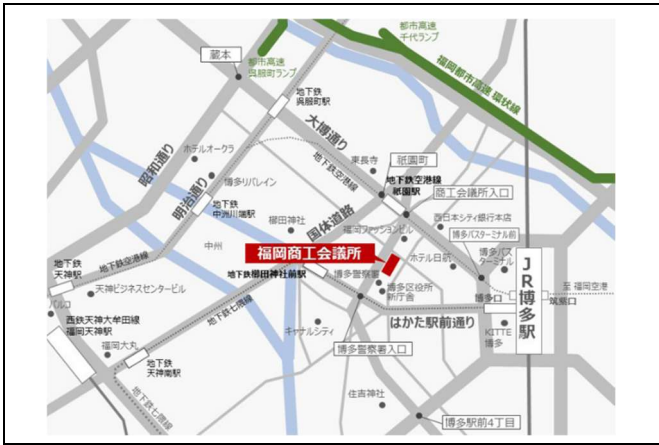 都市高速
千代ランプ
蔵本
都市高速
呉服町ランプ
福岡都市高速 環状線
地下鉄
呉服町駅
大博通り
昭和通り
ホテルオークラ
東長寺
祇園町
地下鉄空港線
地下鉄空港線
祇園駅
明治通り
博多リバレイン
商工会議所入口
地下鉄
中洲川端駅
国体道路
櫛田神社
西日本シティ銀行本店
福岡ファッションビル
博多バスターミナル前
中洲
福岡商工会議所
ホテル日航
博多バス
ターミナル
JR博多駅
地下鉄空港線
地下鉄
天神駅
地下鉄櫛田神社前駅
博多警察署
博多区役所
新庁舎
至 福岡空港
天神ビジネスセンタービル
博多口
筑紫口
パルコ
地下鉄七隈線
西鉄天神大牟田線
福岡天神駅
キャナルシティ
はかた駅前通り
KITTE
博多
福岡大丸
博多警察署入口
地下鉄
天神南駅
地下鉄七隈線
住吉神社
博多駅前4丁目